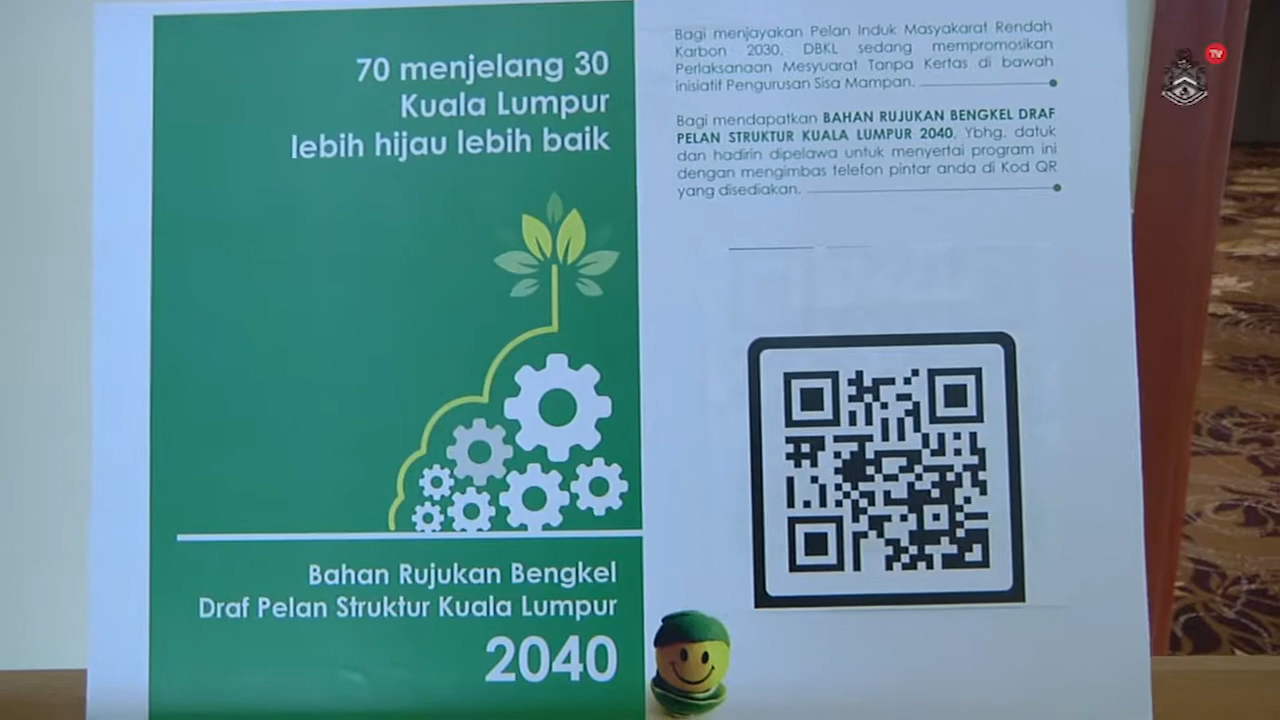 70 menjelang 30
Kuala Lumpur
lebih hijau lebih baik
Bahan Rujukan Bengkel
Draf Pelan Struktur Kuala Lumpur
2040
Bagi menjayakan Pelan Induk Masyakarat Rendah
Karbon 2030, DBKL sedang mempromosikan
Perlaksanaan Mesyuarat Tanpa Kertas di bawah
inisiatif Pengurusan Sisa Mampan.
Bagi mendapatkan BAHAN RUJUKAN BENGKEL DRAF
PELAN STRUKTUR KUALA LUMPUR 2040, Ybhg. datuk
dan hadirin dipelawa untuk menyertai program ini
dengan mengimbas telefon pintar anda di Kod QR
yang disediakan.
TV